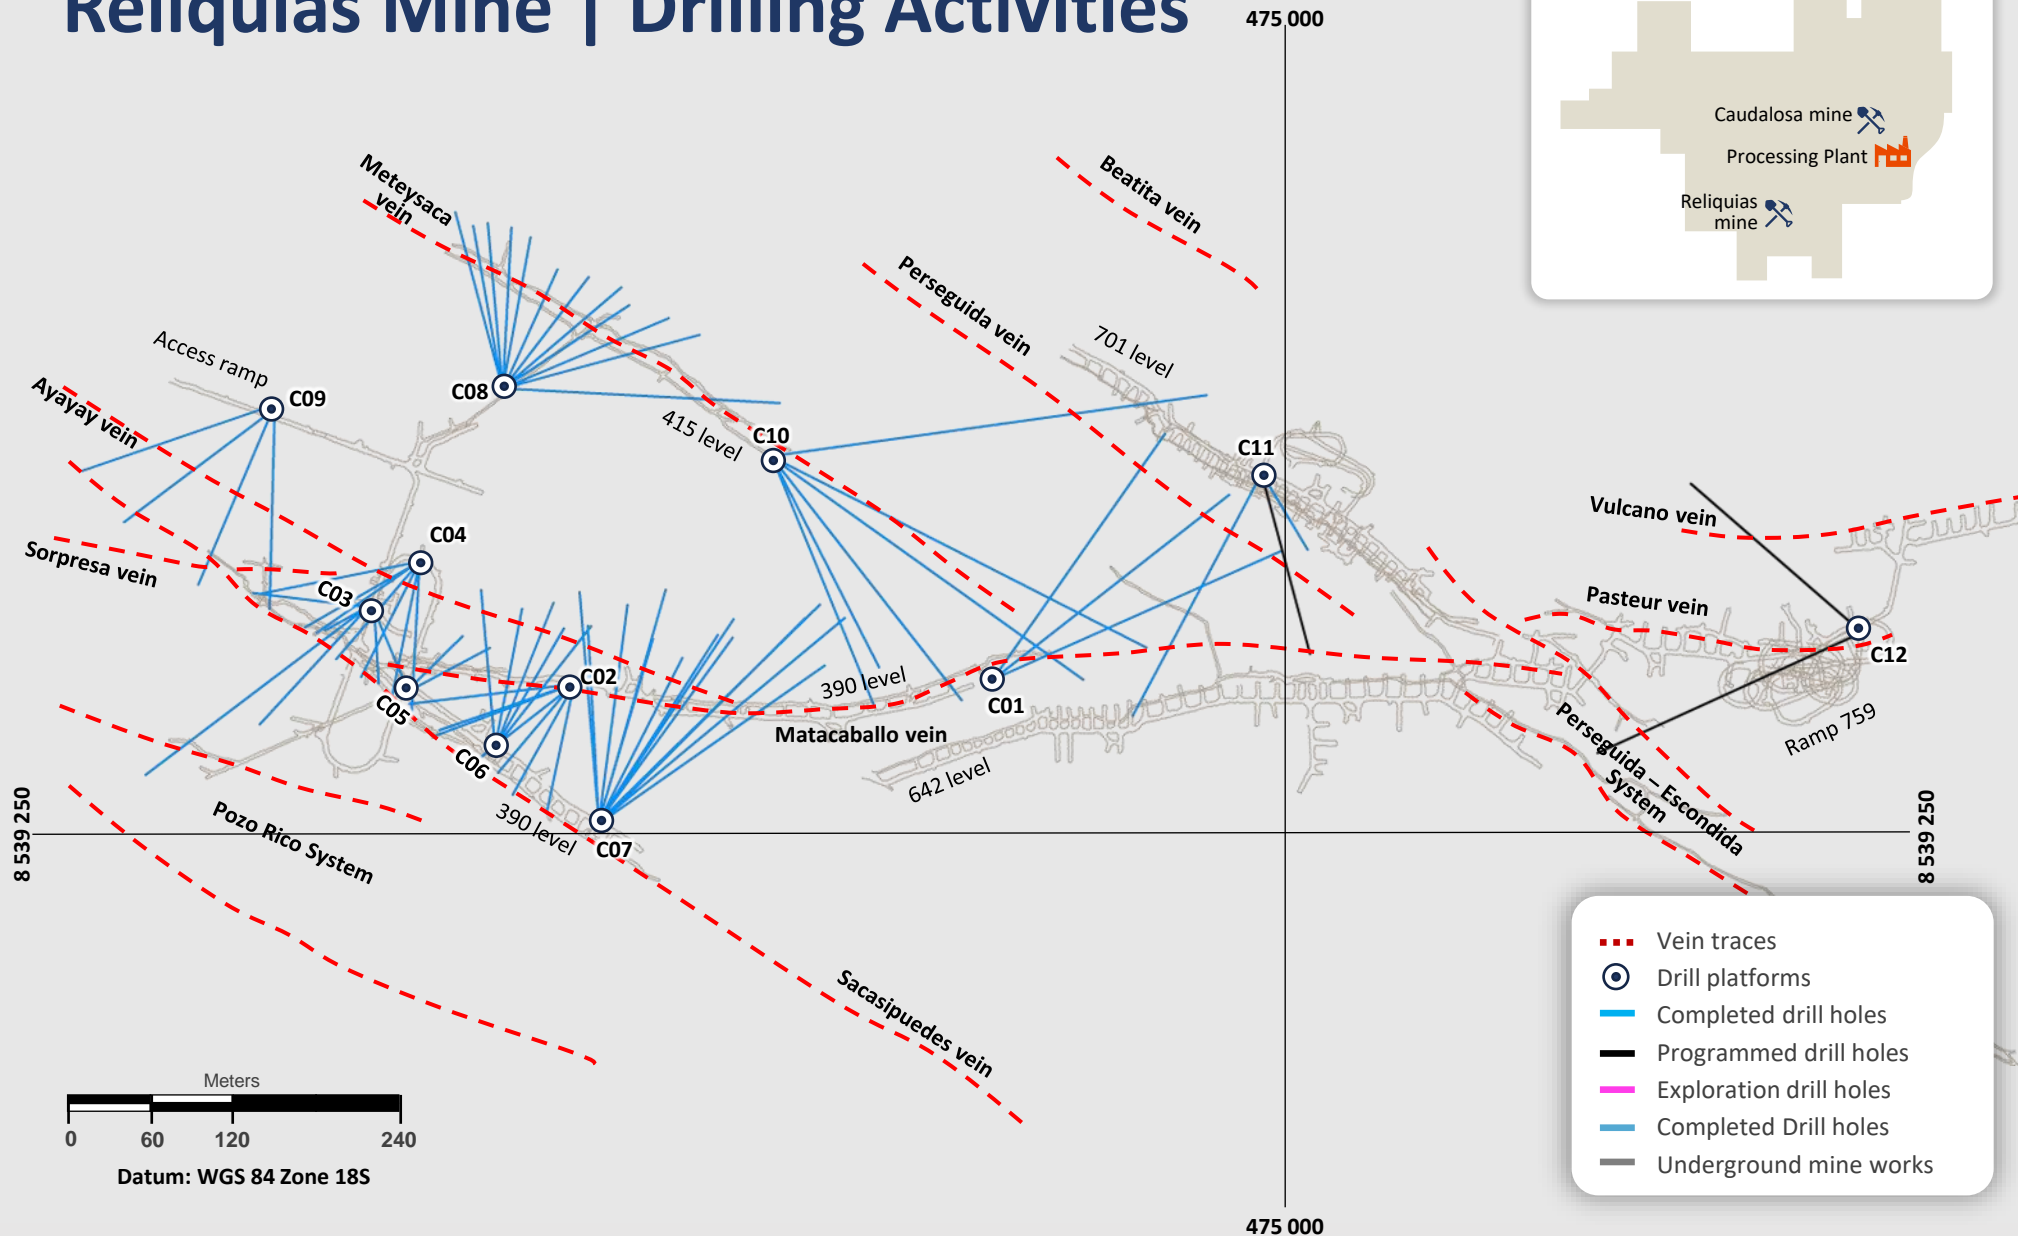 Reliquias Mine | Drilling Activities
475 000
Caudalosa mine
Processing Plant
Reliquias
mine
Meteysaca
vein
Beatita vein
Perseguida vein
701 level
Access ramp
Ayayay vein
C09
C08
415 level
C10
C11
Vulcano vein
Sorpresa vein
C04
C03
Pasteur vein
C12
C02
390 level
C01
C05
Matacaballo vein
Ramp 759
C06
642 level
Perseguida – Escondida
System
8 539 250
8 539 250
Pozo Rico System
390 level
C07
Sacasipuedes vein
Vein traces
Drill platforms
Completed drill holes
Programmed drill holes
Exploration drill holes
Completed Drill holes
Underground mine works
Meters
0 60 120 240
Datum: WGS 84 Zone 18S
475 000